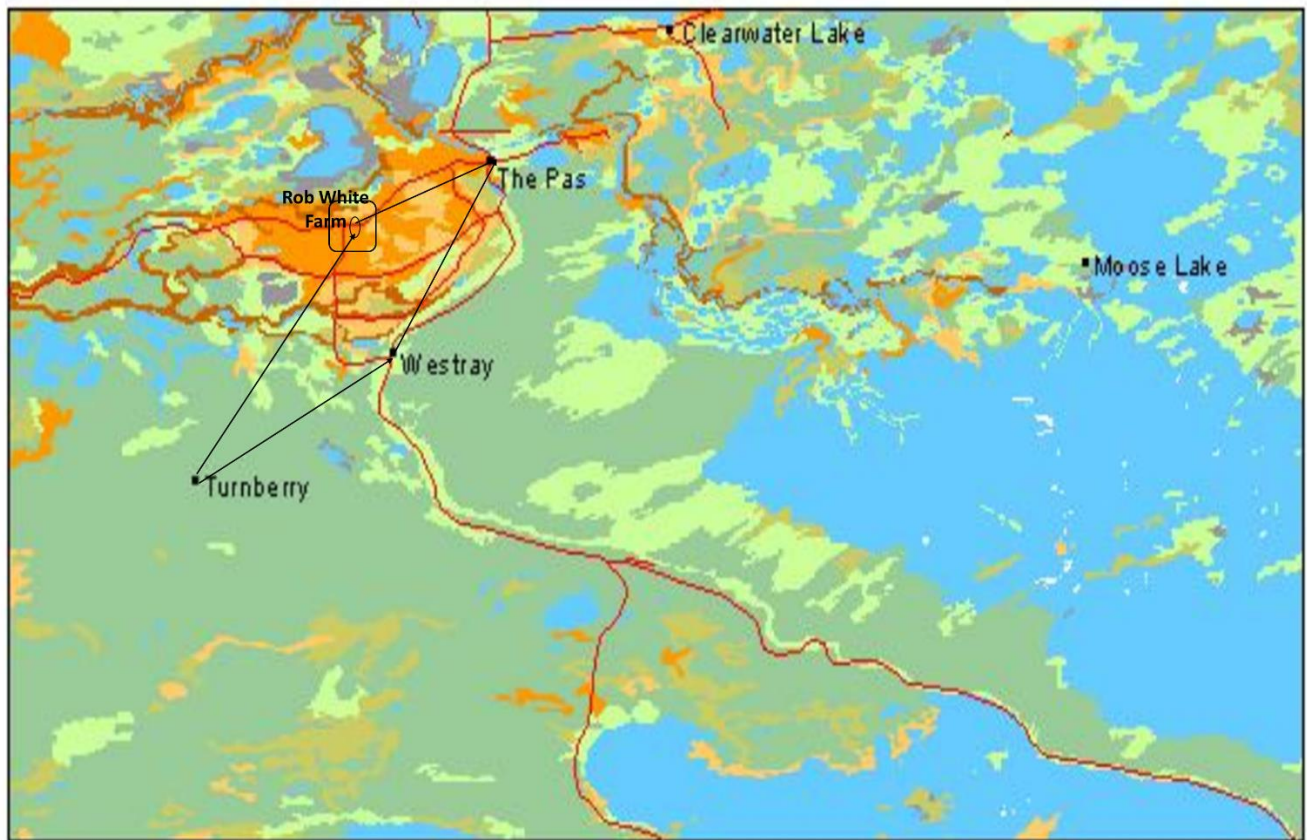 Clearwater Lake
The Pas
Rob White
Farm
Moose Lake
Westray
Turnberry